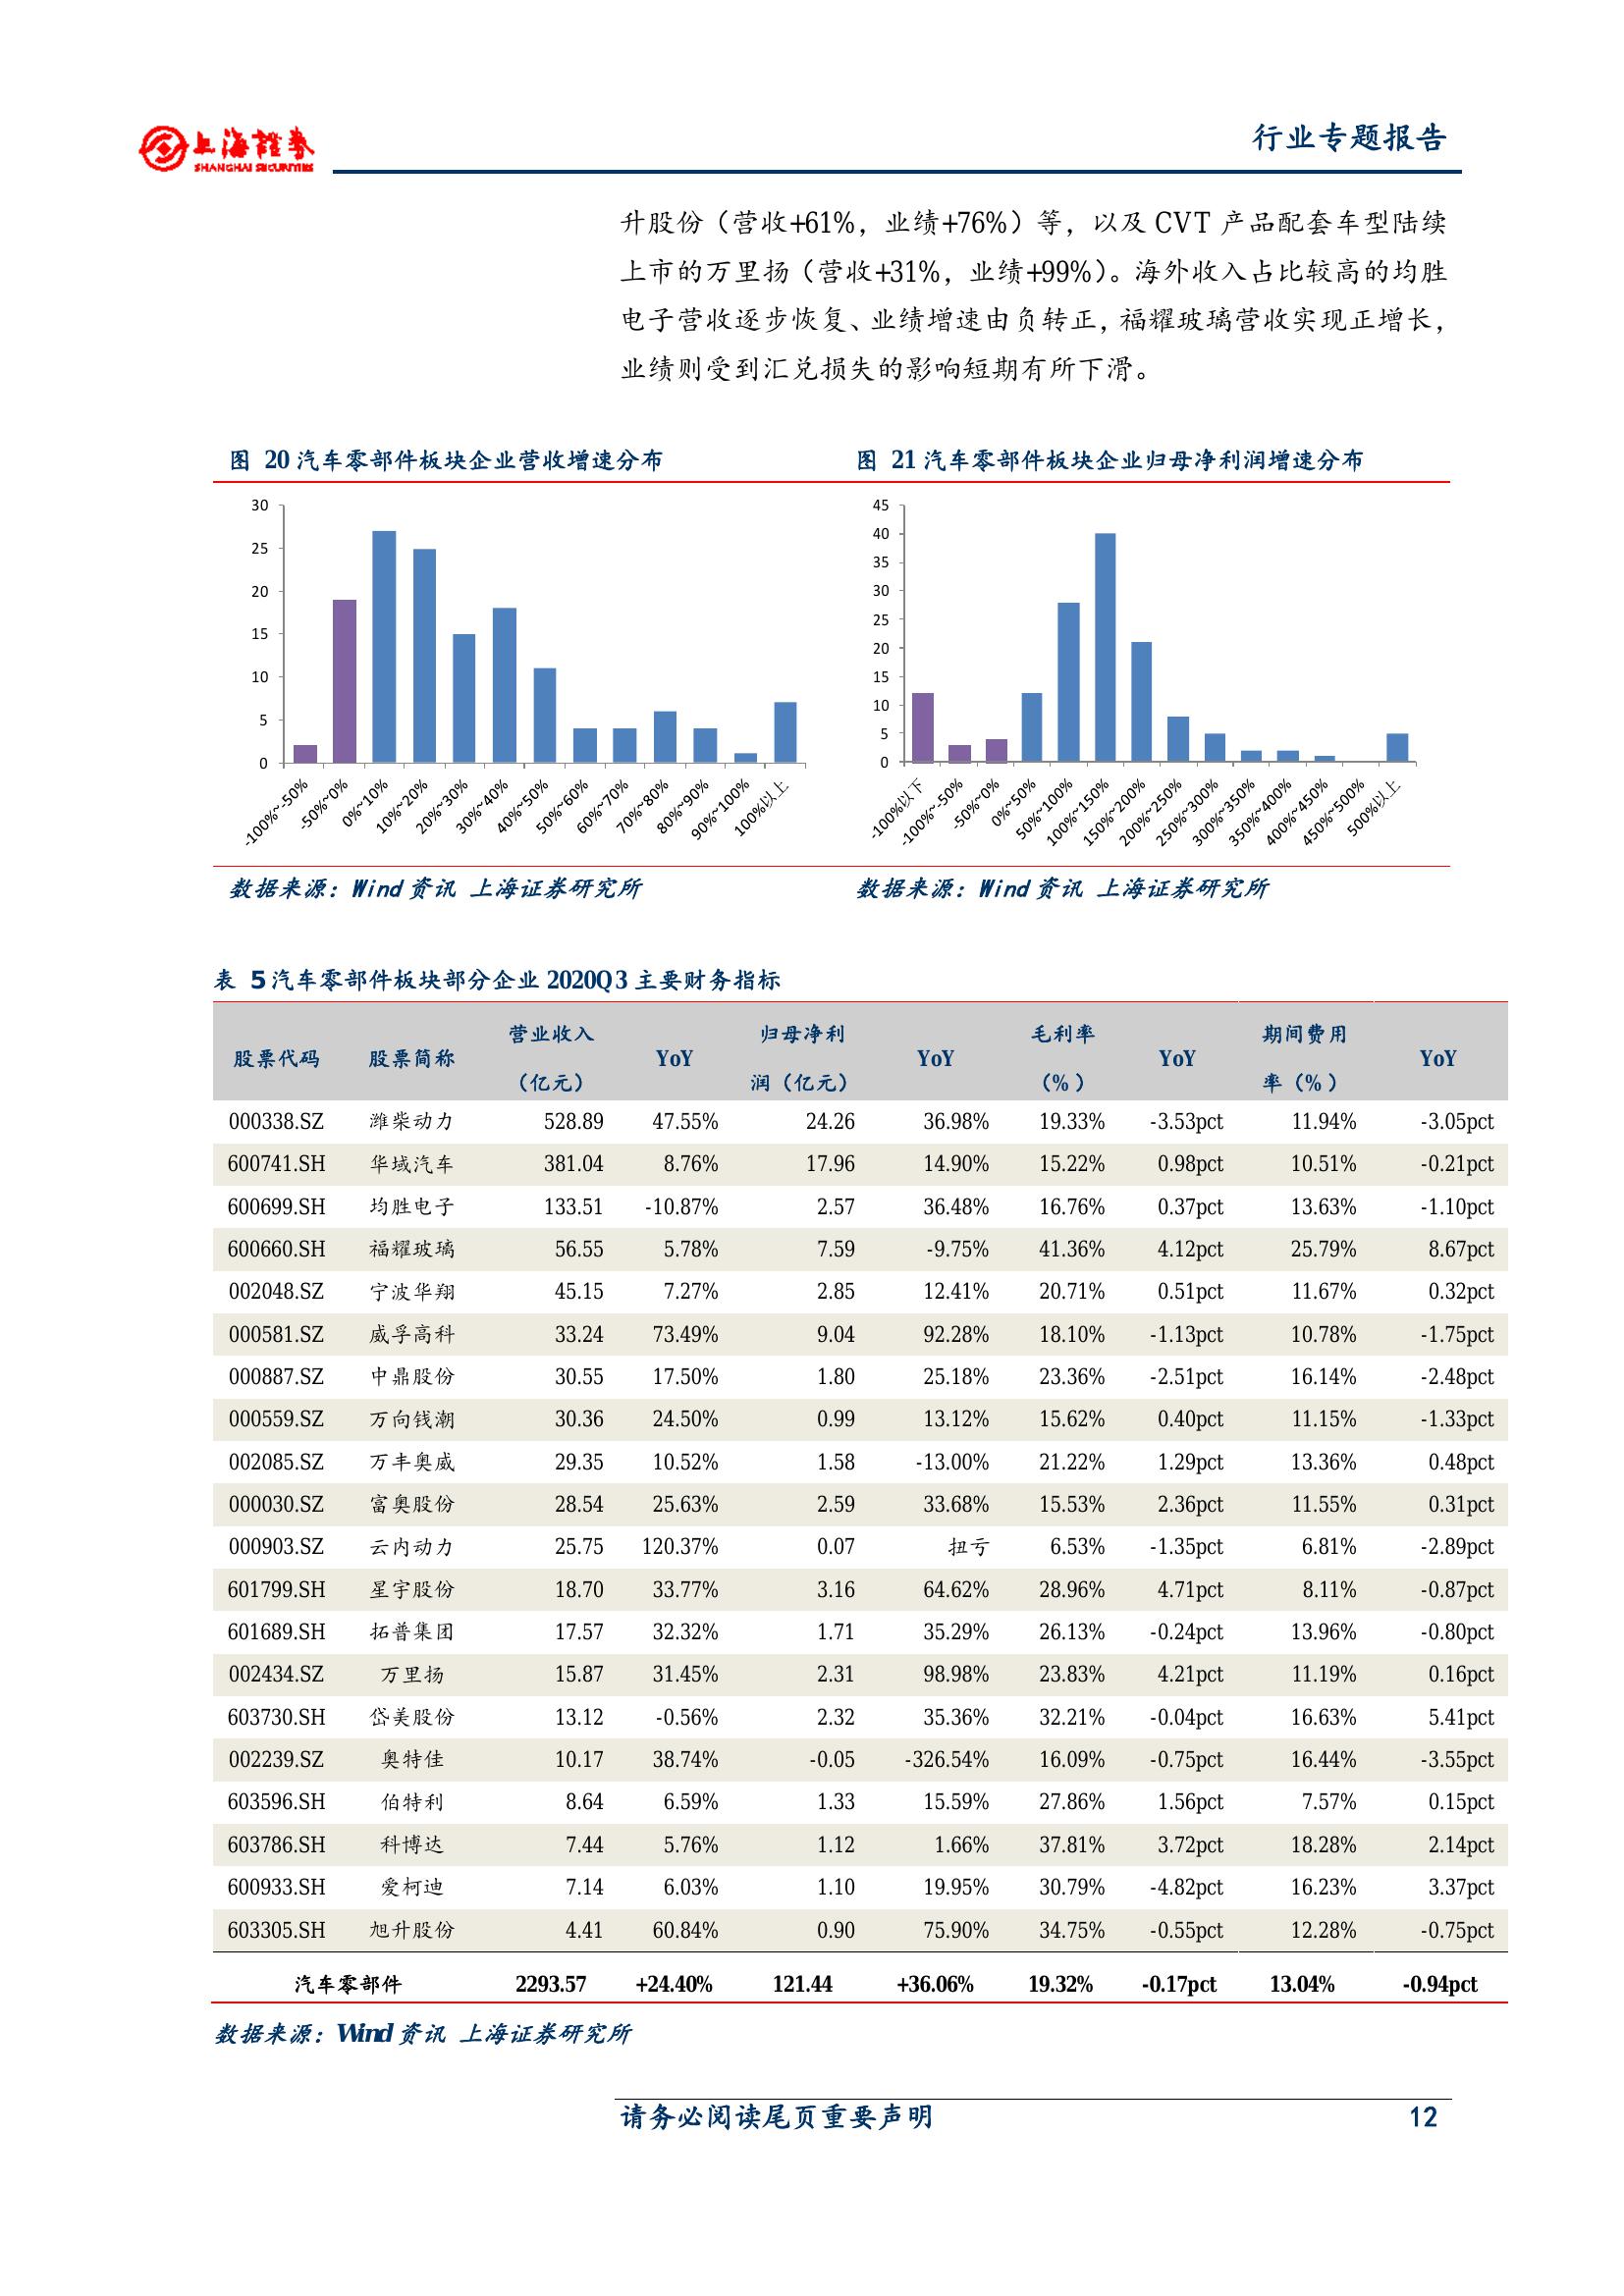 上海證券
SHANGHAI SECURITIES
行业专题报告
升股份（营收+61%，业绩+76%）等，以及 CVT 产品配套车型陆续
上市的万里扬（营收+31%，业绩+99%）。海外收入占比较高的均胜
电子营收逐步恢复、业绩增速由负转正，福耀玻璃营收实现正增长，
业绩则受到汇兑损失的影响短期有所下滑。
图 20 汽车零部件板块企业营收增速分布
30
25
20
15
10
5
0
-100%~-50% -50%~0% 0%~10% 10%~20% 20%~30% 30%~40% 40%~50% 50%~60% 60%~70% 70%~80% 80%~90% 90%~100% 100%以上
数据来源：Wind 资讯 上海证券研究所
图 21 汽车零部件板块企业归母净利润增速分布
45
40
35
30
25
20
15
10
5
0
-100%以下 -100%~-50% -50%~0% 0%~50% 50%~100% 100%~150% 150%~200% 200%~250% 250%~300% 300%~350% 350%~400% 400%~450% 450%~500% 500%以上
数据来源：Wind 资讯 上海证券研究所
表 5 汽车零部件板块部分企业 2020Q3 主要财务指标
股票代码 股票简称 营业收入（亿元） YoY 归母净利润（亿元） YoY 毛利率（%） YoY 期间费用率（%） YoY
000338.SZ 潍柴动力 528.89 47.55% 24.26 36.98% 19.33% -3.53pct 11.94% -3.05pct
600741.SH 华域汽车 381.04 8.76% 17.96 14.90% 15.22% 0.98pct 10.51% -0.21pct
600699.SH 均胜电子 133.51 -10.87% 2.57 36.48% 16.76% 0.37pct 13.63% -1.10pct
600660.SH 福耀玻璃 56.55 5.78% 7.59 -9.75% 41.36% 4.12pct 25.79% 8.67pct
002048.SZ 宁波华翔 45.15 7.27% 2.85 12.41% 20.71% 0.51pct 11.67% 0.32pct
000581.SZ 威孚高科 33.24 73.49% 9.04 92.28% 18.10% -1.13pct 10.78% -1.75pct
000887.SZ 中鼎股份 30.55 17.50% 1.80 25.18% 23.36% -2.51pct 16.14% -2.48pct
000559.SZ 万向钱潮 30.36 24.50% 0.99 13.12% 15.62% 0.40pct 11.15% -1.33pct
002085.SZ 万丰奥威 29.35 10.52% 1.58 -13.00% 21.22% 1.29pct 13.36% 0.48pct
000030.SZ 富奥股份 28.54 25.63% 2.59 33.68% 15.53% 2.36pct 11.55% 0.31pct
000903.SZ 云内动力 25.75 120.37% 0.07 扭亏 6.53% -1.35pct 6.81% -2.89pct
601799.SH 星宇股份 18.70 33.77% 3.16 64.62% 28.96% 4.71pct 8.11% -0.87pct
601689.SH 拓普集团 17.57 32.32% 1.71 35.29% 26.13% -0.24pct 13.96% -0.80pct
002434.SZ 万里扬 15.87 31.45% 2.31 98.98% 23.83% 4.21pct 11.19% 0.16pct
603730.SH 岱美股份 13.12 -0.56% 2.32 35.36% 32.21% -0.04pct 16.63% 5.41pct
002239.SZ 奥特佳 10.17 38.74% -0.05 -326.54% 16.09% -0.75pct 16.44% -3.55pct
603596.SH 伯特利 8.64 6.59% 1.33 15.59% 27.86% 1.56pct 7.57% 0.15pct
603786.SH 科博达 7.44 5.76% 1.12 1.66% 37.81% 3.72pct 18.28% 2.14pct
600933.SH 爱柯迪 7.14 6.03% 1.10 19.95% 30.79% -4.82pct 16.23% 3.37pct
603305.SH 旭升股份 4.41 60.84% 0.90 75.90% 34.75% -0.55pct 12.28% -0.75pct
汽车零部件 2293.57 +24.40% 121.44 +36.06% 19.32% -0.17pct 13.04% -0.94pct
数据来源：Wind 资讯 上海证券研究所
请务必阅读尾页重要声明 12